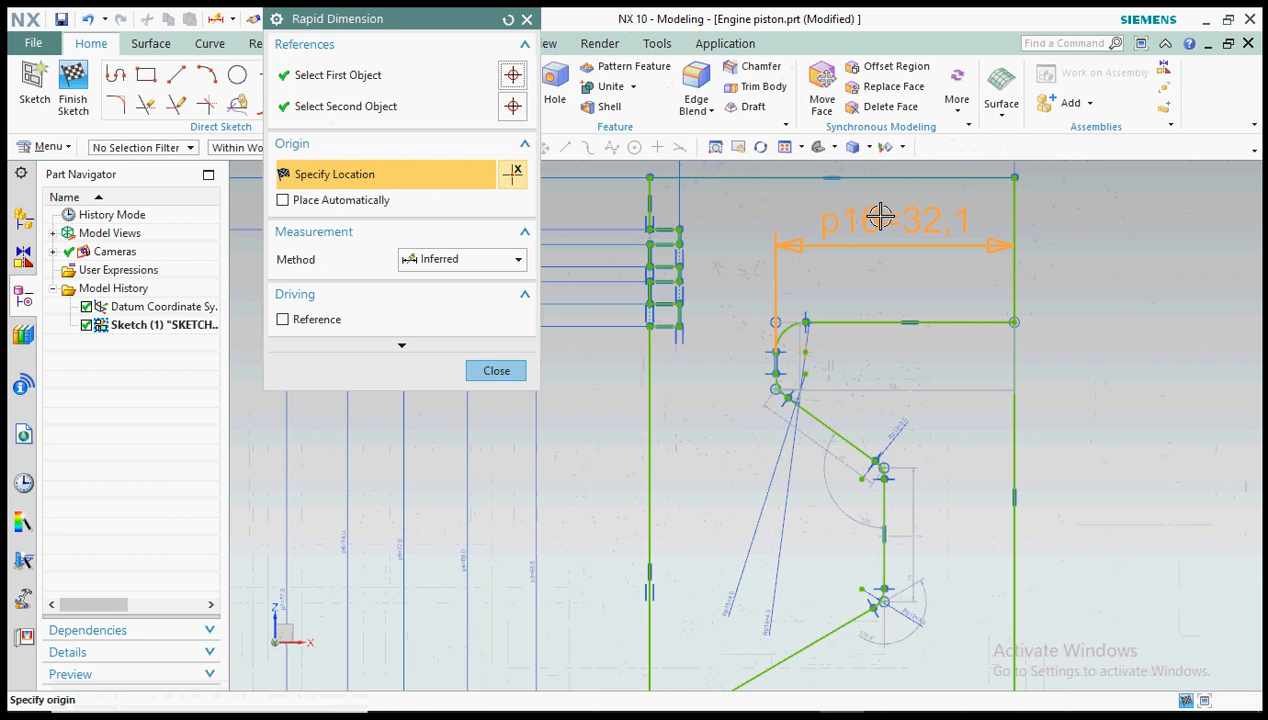 NX
Rapid Dimension
NX 10 - Modeling - [Engine piston.prt (Modified) ]
SIEMENS
File
Home
Surface
Curve
Re
ew
Render
Tools
Application
Find a Command
Sketch
Finish
Sketch
Direct Sketch
Hole
Pattern Feature
Unite
Shell
Edge
Blend
Chamfer
Trim Body
Draft
Feature
Move
Face
Offset Region
Replace Face
Delete Face
More
Synchronous Modeling
Surface
Work on Assembly
Add
Assemblies
Menu
No Selection Filter
Within Wo
References
Select First Object
Select Second Object
Origin
Specify Location
Place Automatically
Measurement
Method
Inferred
Driving
Reference
Close
Part Navigator
Name
History Mode
Model Views
Cameras
User Expressions
Model History
Datum Coordinate Sy.
Sketch (1) "SKETCH...
Dependencies
Details
Preview
=32,1
Z
X
Activate Windows
Go to Settings to activate Windows.
Specify origin